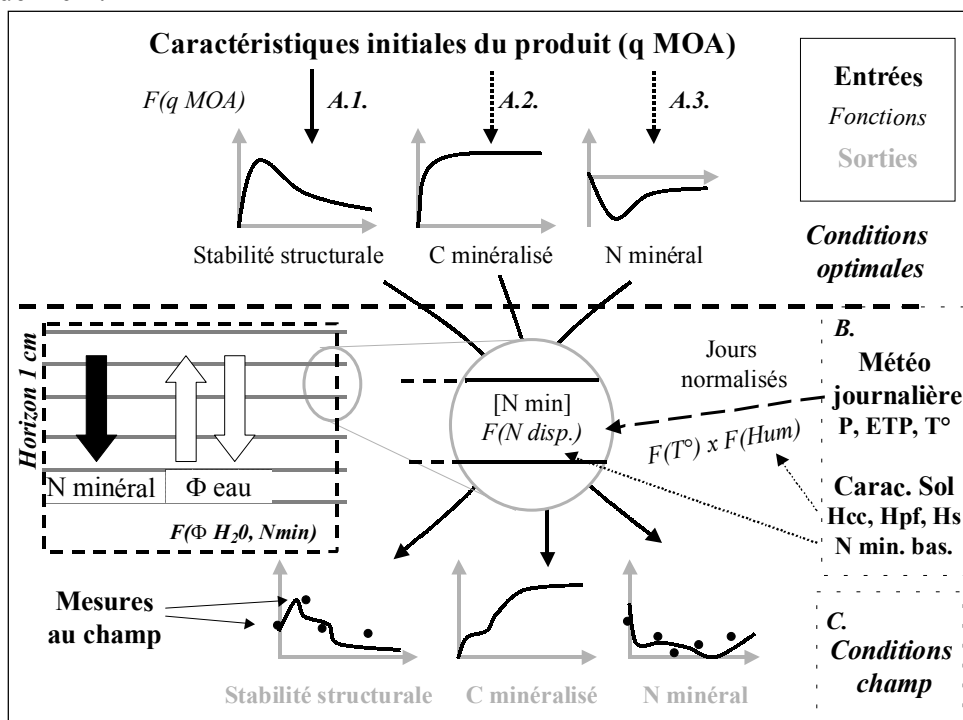 Caractéristiques initiales du produit (q MOA)
F(q MOA)
A.1.
A.2.
A.3.
Entrées
Fonctions
Sorties
Stabilité structurale
C minéralisé
N minéral
Conditions
optimales
Horizon 1 cm
N minéral
Φ eau
F(Φ H₂0, Nmin)
[N min]
F(N disp.)
Jours
normalisés
F(T°) x F(Hum)
B.
Météo
journalière
P, ETP, T°
Carac. Sol
Hcc, Hpf, Hs
N min. bas.
Mesures
au champ
Stabilité structurale
C minéralisé
N minéral
C.
Conditions
champ